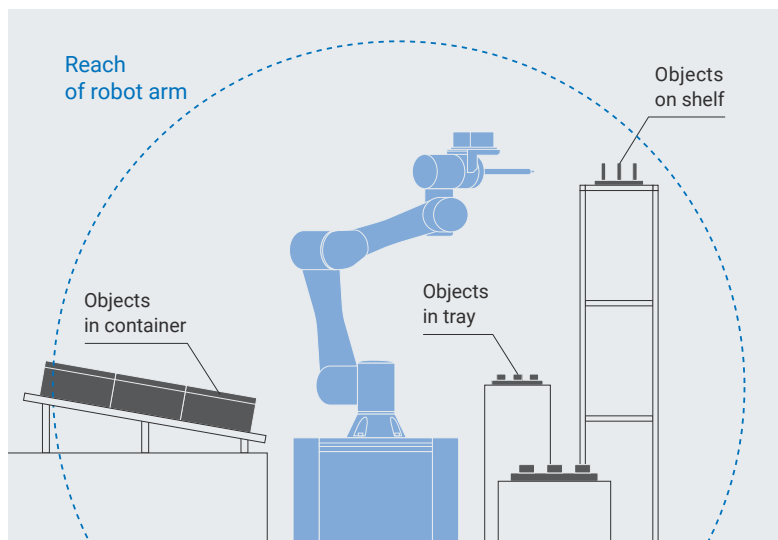 Reach
of robot arm
Objects
on shelf
Objects
in container
Objects
in tray